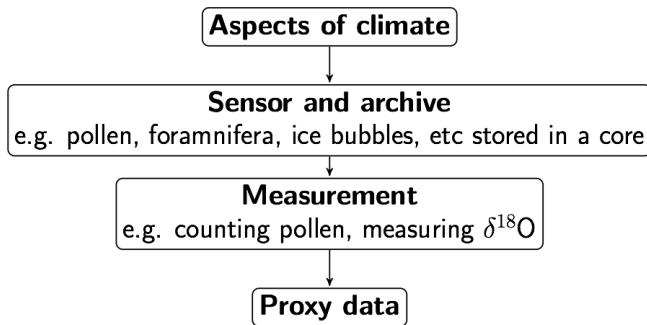 Aspects of climate
Sensor and archive
e.g. pollen, foramnifera, ice bubbles, etc stored in a core
Measurement
e.g. counting pollen, measuring δ¹⁸O
Proxy data